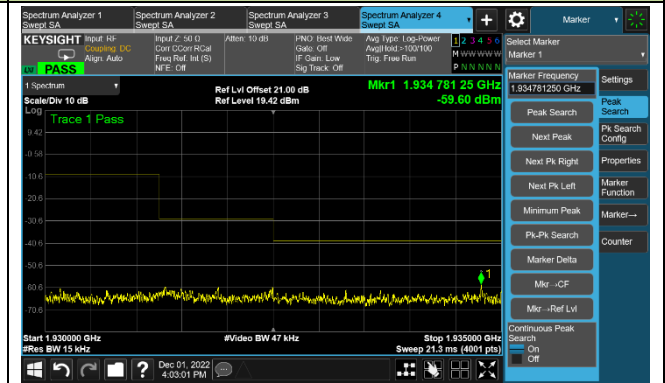 Spectrum Analyzer 1
Swept SA
Spectrum Analyzer 2
Swept SA
Spectrum Analyzer 3
Swept SA
Spectrum Analyzer 4
Swept SA
Marker
KEYSIGHT
Input: RF
Coupling: DC
Align: Auto
PASS
Input Z: 50 Ω
Corr CCorr RCal
Freq Ref: Int (S)
NFE: Off
Atten: 10 dB
PNO: Best Wide
Gate: Off
IF Gain: Low
Sig Track: Off
Avg Type: Log-Power
Avg|Hold:>100/100
Trig: Free Run
1 2 3 4 5 6
M W W W W W
P N N N N N
Select Marker
Marker 1
1 Spectrum
Scale/Div 10 dB
Log
Ref Lvl Offset 21.00 dB
Ref Level 19.42 dBm
Mkr1 1.934 781 25 GHz
-59.60 dBm
Trace 1 Pass
9.42
-0.58
-10.6
-20.6
-30.6
-40.6
-50.6
-60.6
-70.6
1
Start 1.930000 GHz
#Res BW 15 kHz
#Video BW 47 kHz
Stop 1.935000 GHz
Sweep 21.3 ms (4001 pts)
Marker Frequency
1.934781250 GHz
Peak Search
Next Peak
Next Pk Right
Next Pk Left
Minimum Peak
Pk-Pk Search
Marker Delta
Mkr→CF
Mkr→Ref Lvl
Continuous Peak
Search
On
Off
Settings
Peak
Search
Pk Search
Config
Properties
Marker
Function
Marker→
Counter
?
Dec 01, 2022
4:03:01 PM